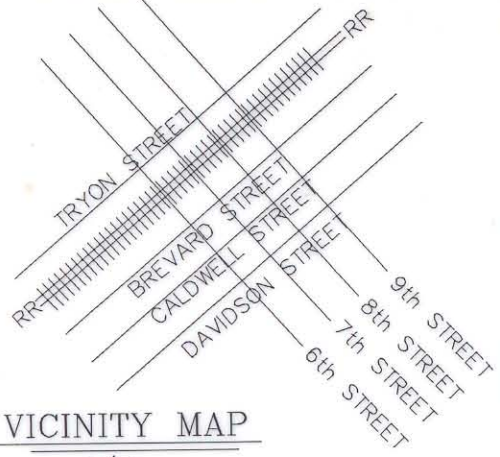 RR
TRYON STREET
BREVARD STREET
CALDWELL STREET
DAVIDSON STREET
RR
9th STREET
8th STREET
7th STREET
6th STREET
VICINITY MAP